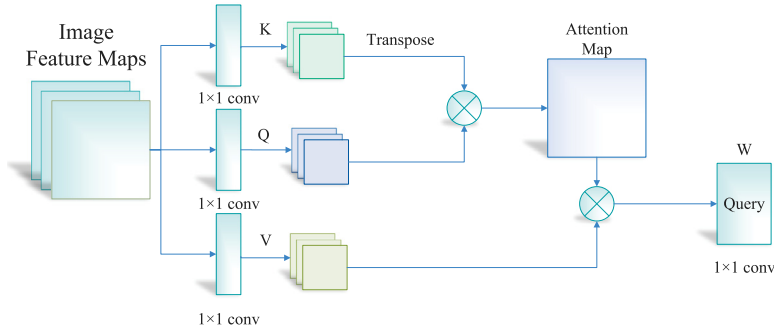 Image
Feature Maps
K
Transpose
Attention
Map
1×1 conv
Q
1×1 conv
V
1×1 conv
W
Query
1×1 conv